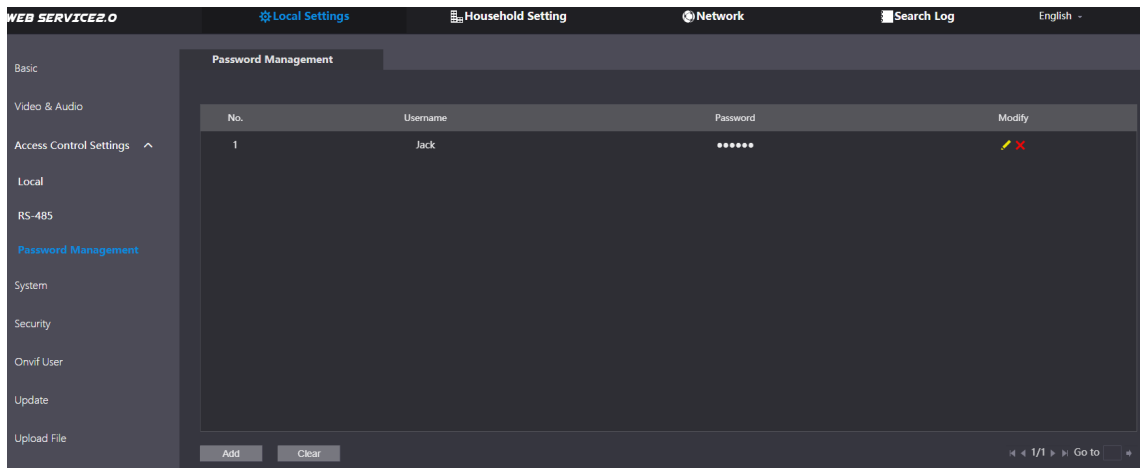 WEB SERVICE2.0 Local Settings Household Setting Network Search Log English
Basic
Video & Audio
Access Control Settings
Local
RS-485
Password Management
System
Security
Onvif User
Update
Upload File
Password Management
No. Username Password Modify
1 Jack ●●●●●●
Add Clear 1/1 Go to